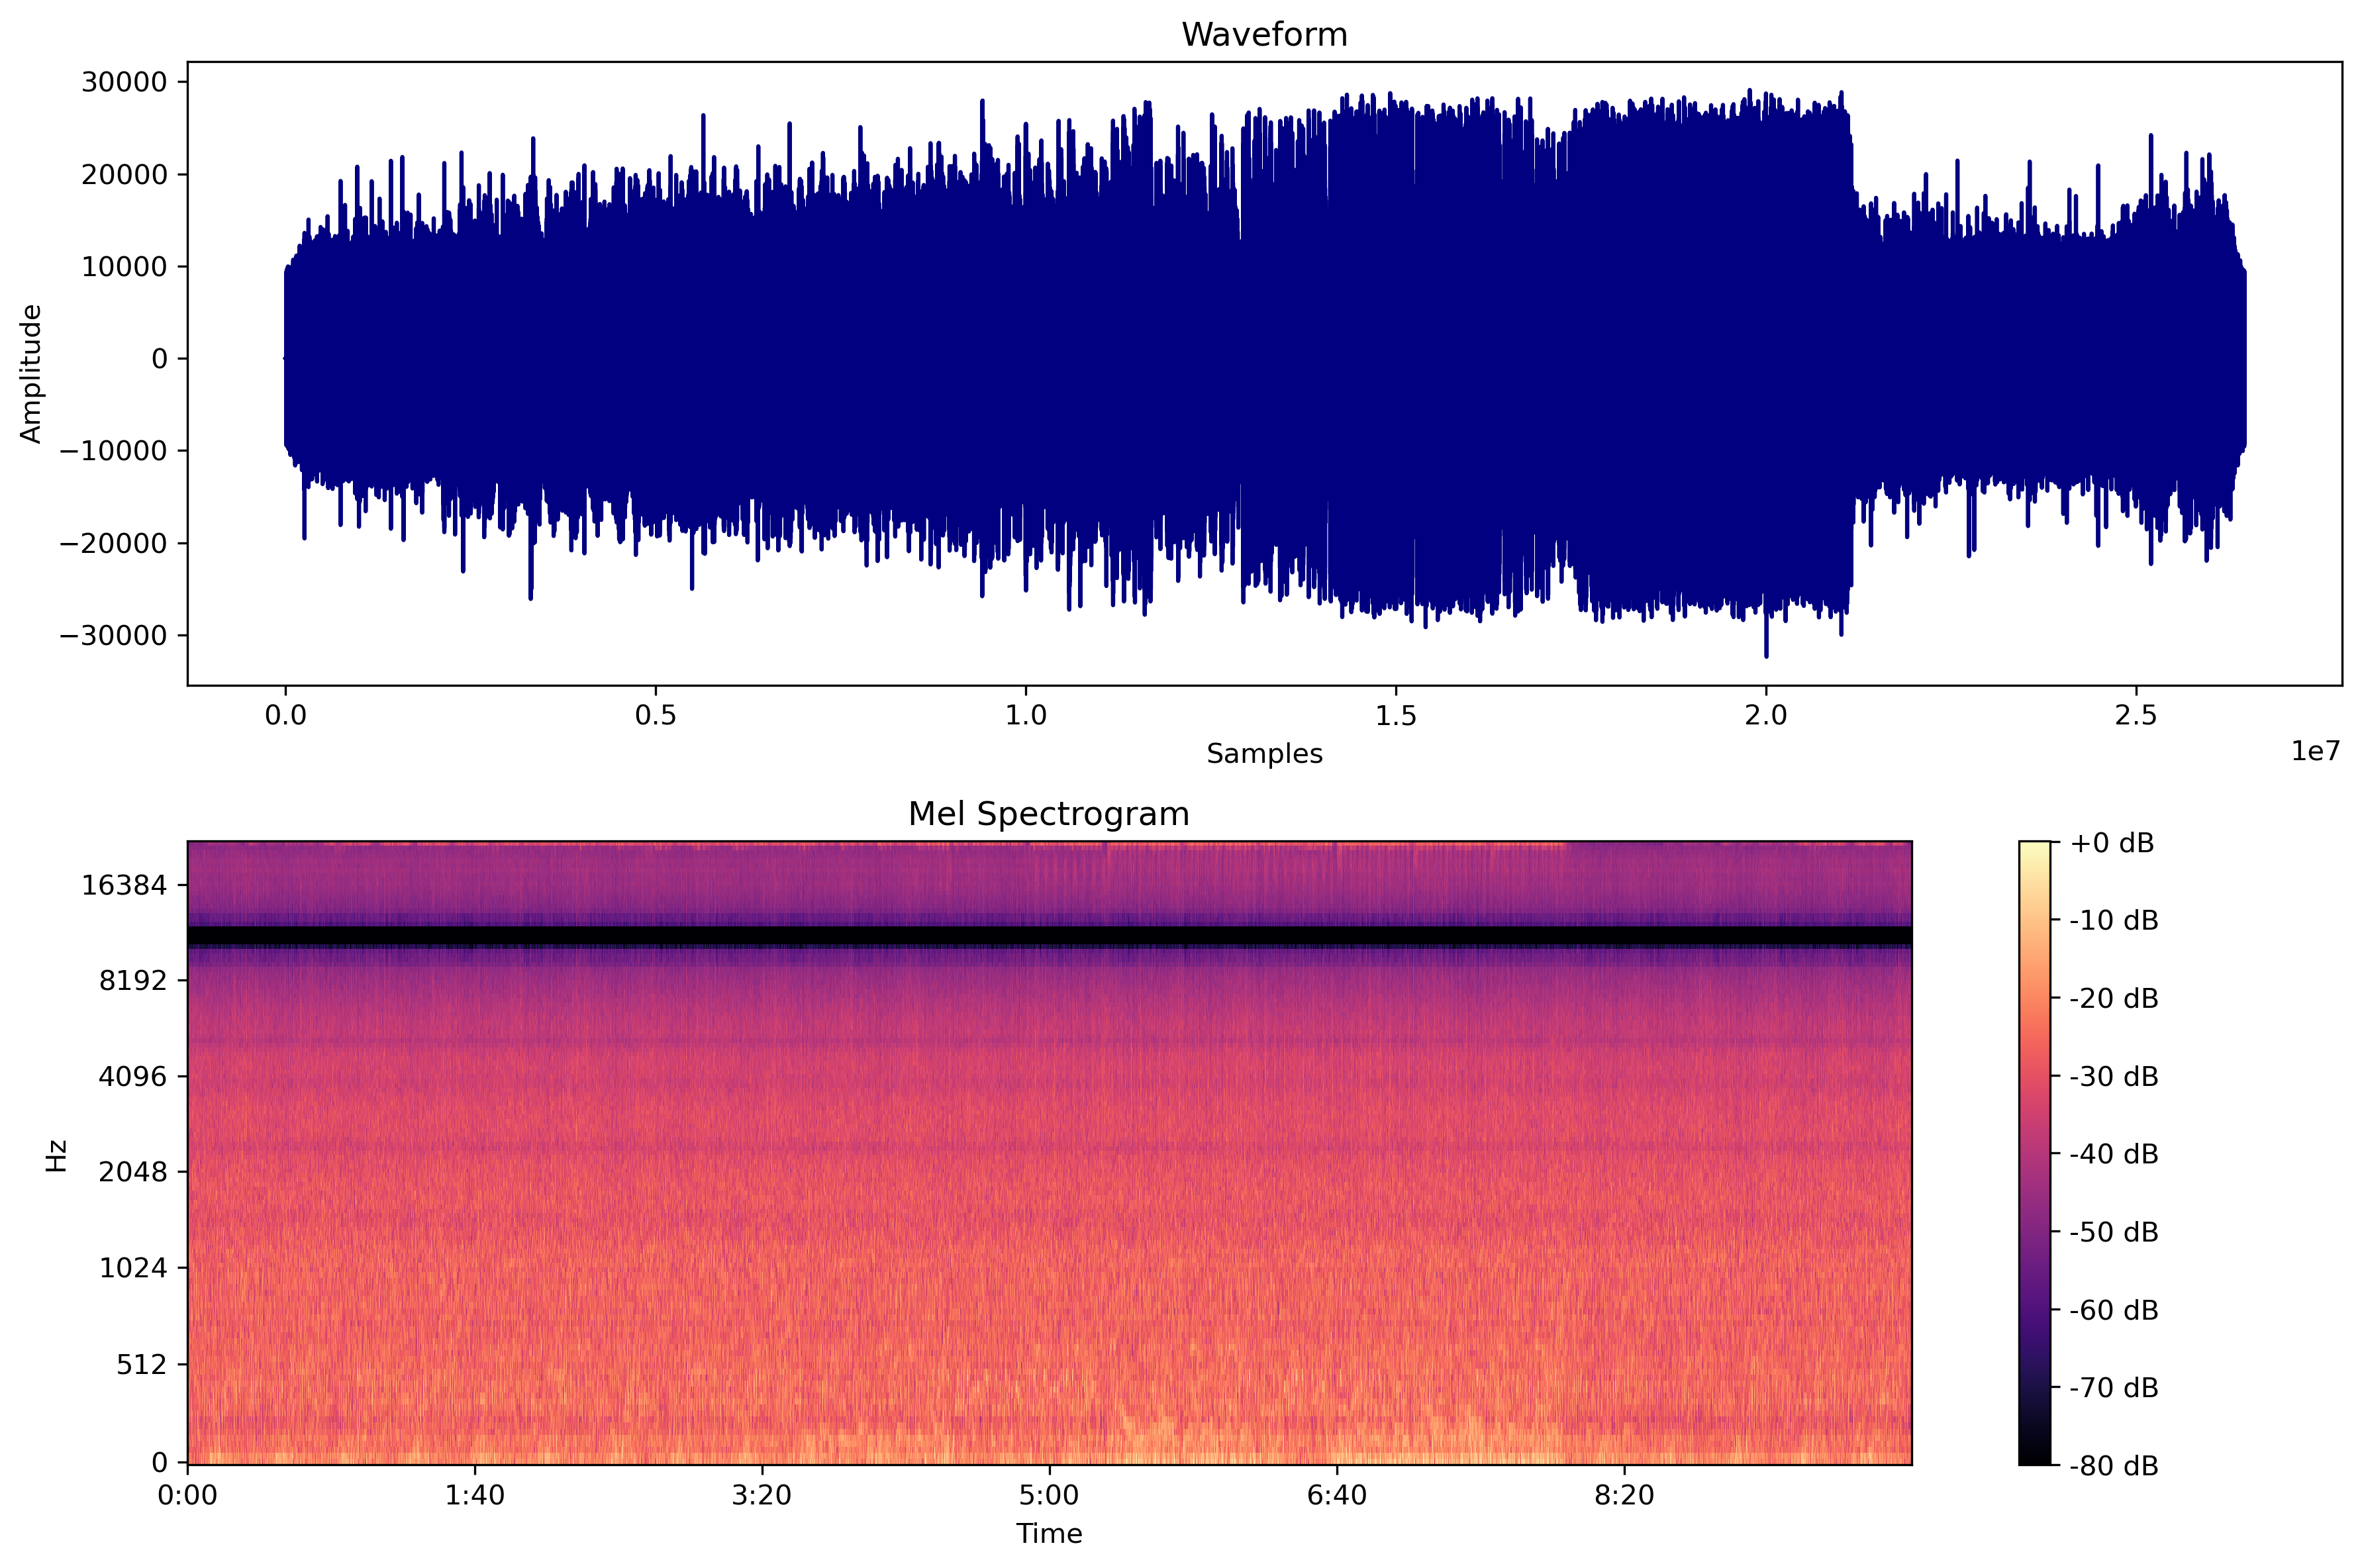 Waveform
30000
20000
10000
0
−10000
−20000
−30000
Amplitude
0.0 0.5 1.0 1.5 2.0 2.5
Samples
1e7
Mel Spectrogram
16384
8192
4096
2048
1024
512
0
Hz
0:00 1:40 3:20 5:00 6:40 8:20
Time
+0 dB
-10 dB
-20 dB
-30 dB
-40 dB
-50 dB
-60 dB
-70 dB
-80 dB